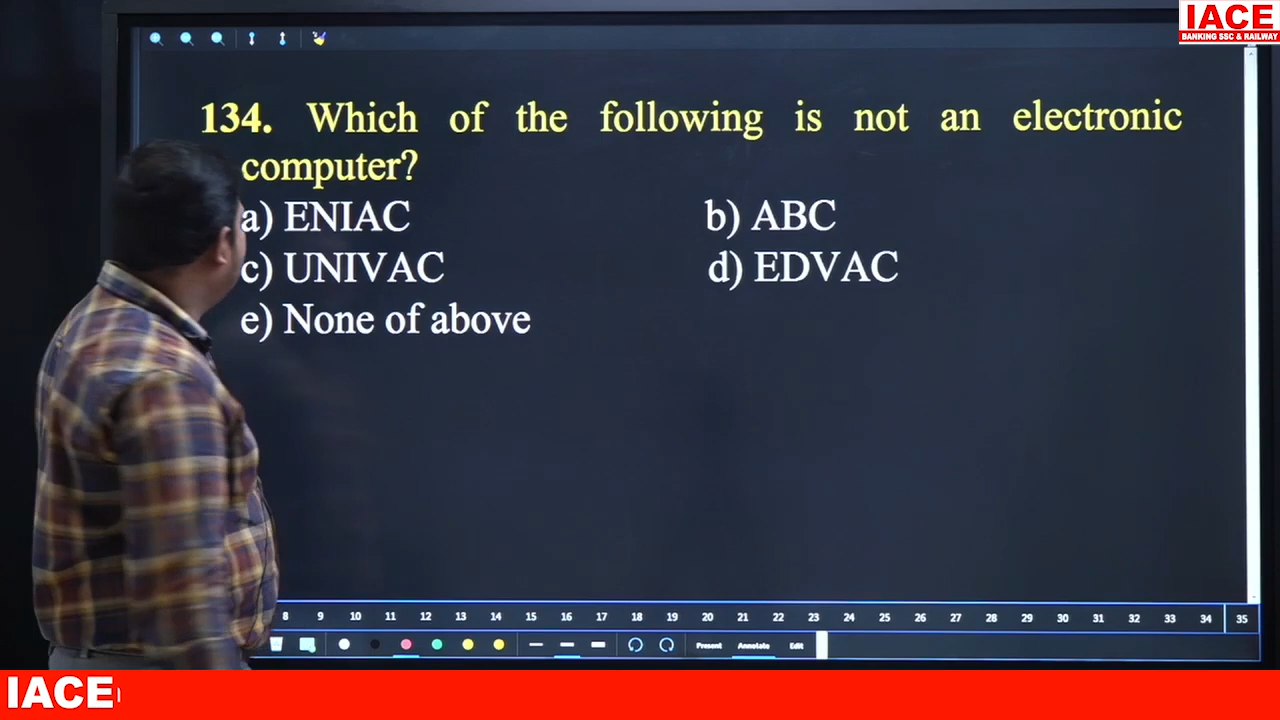 IACE
BANKING SSC & RAILWAY
134. Which of the following is not an electronic
computer?
a) ENIAC b) ABC
c) UNIVAC d) EDVAC
e) None of above
8 9 10 11 12 13 14 15 16 17 18 19 20 21 22 23 24 25 26 27 28 29 30 31 32 33 34 35
Present Annotate Edit
IACE